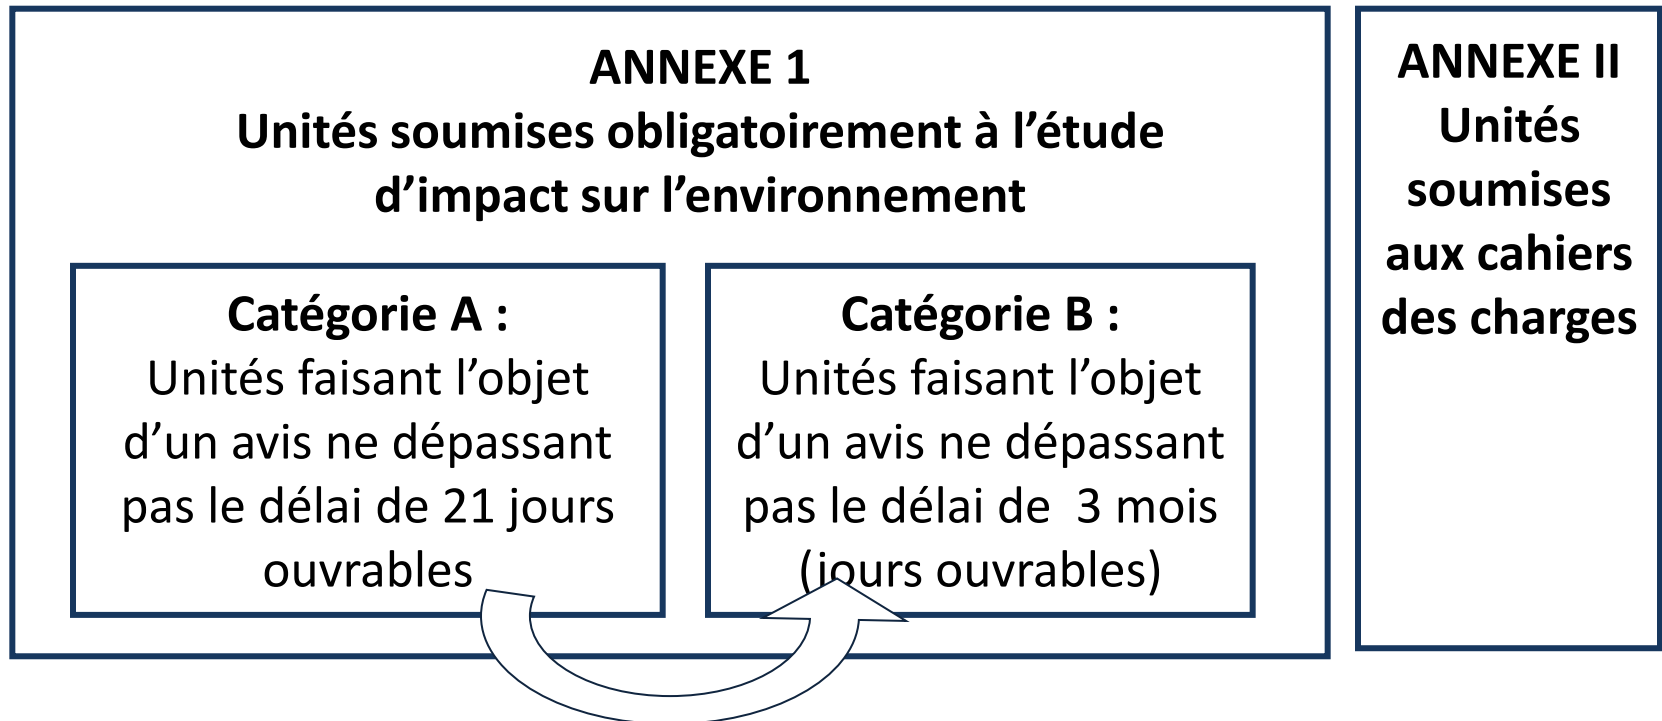 ANNEXE 1
Unités soumises obligatoirement à l’étude
d’impact sur l’environnement
Catégorie A :
Unités faisant l’objet
d’un avis ne dépassant
pas le délai de 21 jours
ouvrables
Catégorie B :
Unités faisant l’objet
d’un avis ne dépassant
pas le délai de  3 mois
(jours ouvrables)
ANNEXE II
Unités
soumises
aux cahiers
des charges